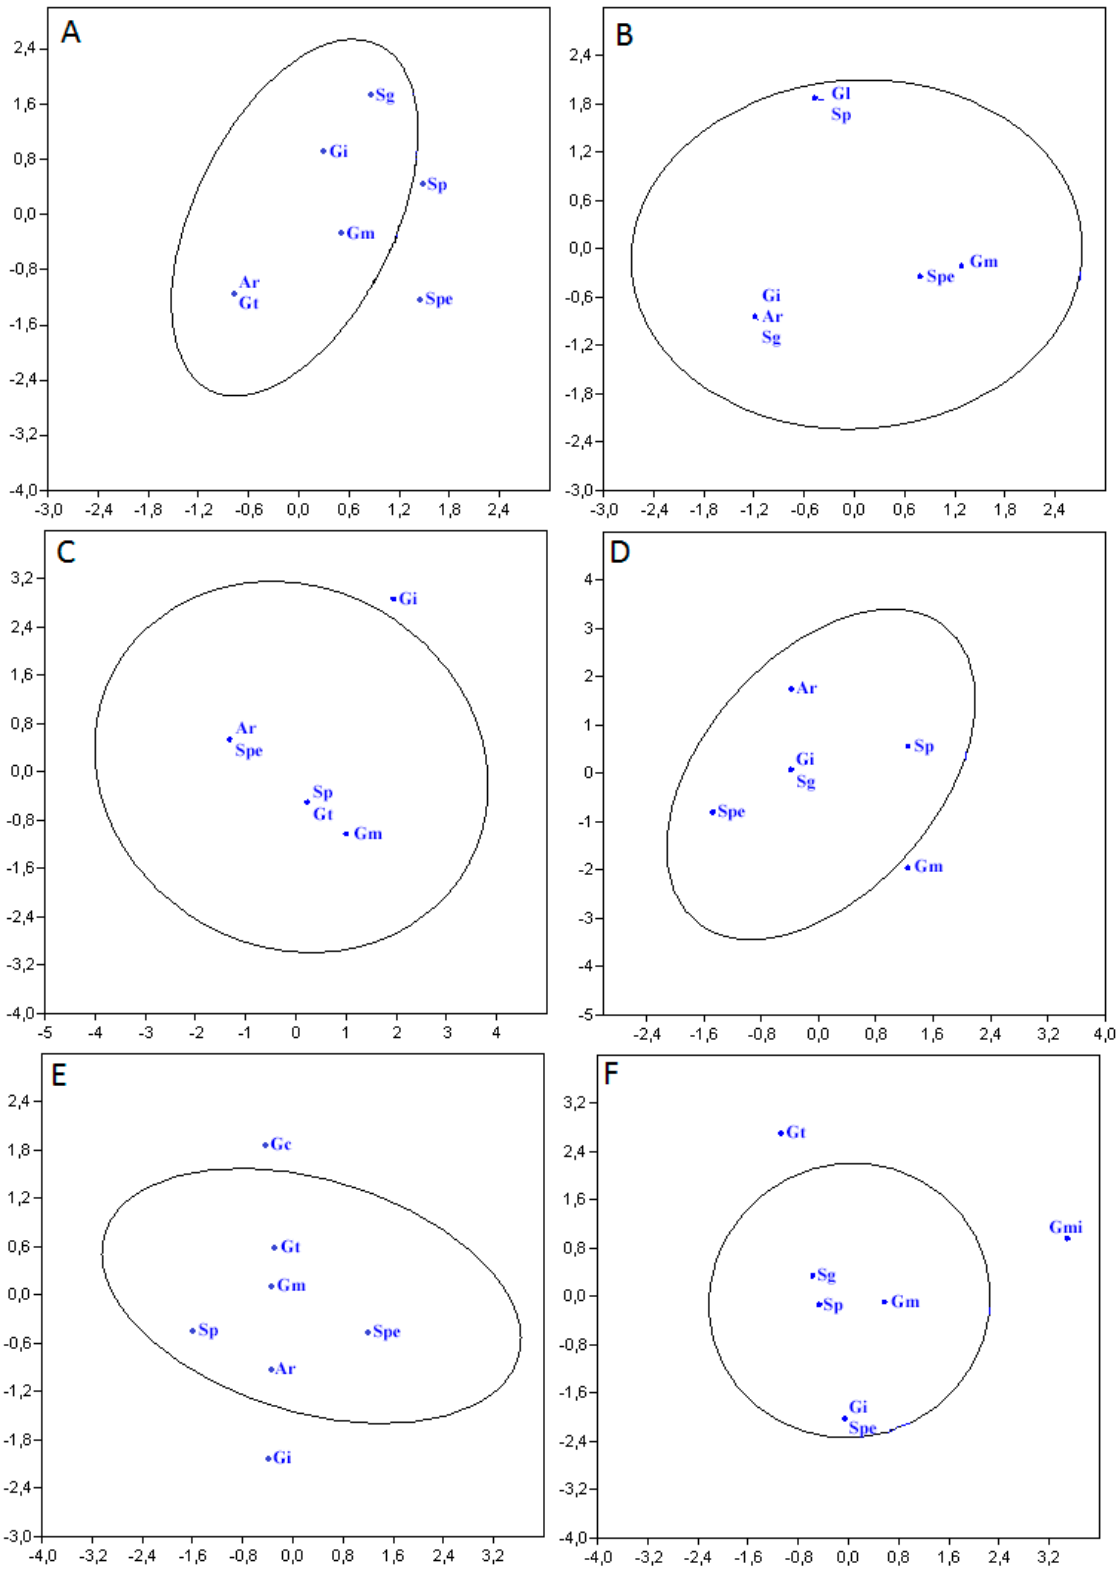 A
2,4
1,6
0,8
0,0
-0,8
-1,6
-2,4
-3,2
-4,0
Sg
Gi
Sp
Gm
Ar
Gt
Spe
-3,0 -2,4 -1,8 -1,2 -0,6 0,0 0,6 1,2 1,8 2,4
B
2,4
1,8
1,2
0,6
0,0
-0,6
-1,2
-1,8
-2,4
-3,0
Gl
Sp
Gm
Spe
Gi
Ar
Sg
-3,0 -2,4 -1,8 -1,2 -0,6 0,0 0,6 1,2 1,8 2,4
C
3,2
2,4
1,6
0,8
0,0
-0,8
-1,6
-2,4
-3,2
-4,0
Gi
Ar
Spe
Sp
Gt
Gm
-5 -4 -3 -2 -1 0 1 2 3 4
D
4
3
2
1
0
-1
-2
-3
-4
-5
Ar
Sp
Gi
Sg
Spe
Gm
-2,4 -1,6 -0,8 0,0 0,8 1,6 2,4 3,2 4,0
E
2,4
1,8
1,2
0,6
0,0
-0,6
-1,2
-1,8
-2,4
-3,0
Gc
Gt
Gm
Sp
Spe
Ar
Gi
-4,0 -3,2 -2,4 -1,6 -0,8 0,0 0,8 1,6 2,4 3,2
F
3,2
2,4
1,6
0,8
0,0
-0,8
-1,6
-2,4
-3,2
-4,0
Gt
Gmi
Sg
Sp
Gm
Gi
Spe
-4,0 -3,2 -2,4 -1,6 -0,8 0,0 0,8 1,6 2,4 3,2